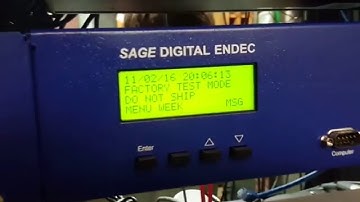 SAGE DIGITAL ENDEC
11/02/16 20:06:13
FACTORY TEST MODE
DO NOT SHIP
MENU WEEK MSG
Enter
Computer